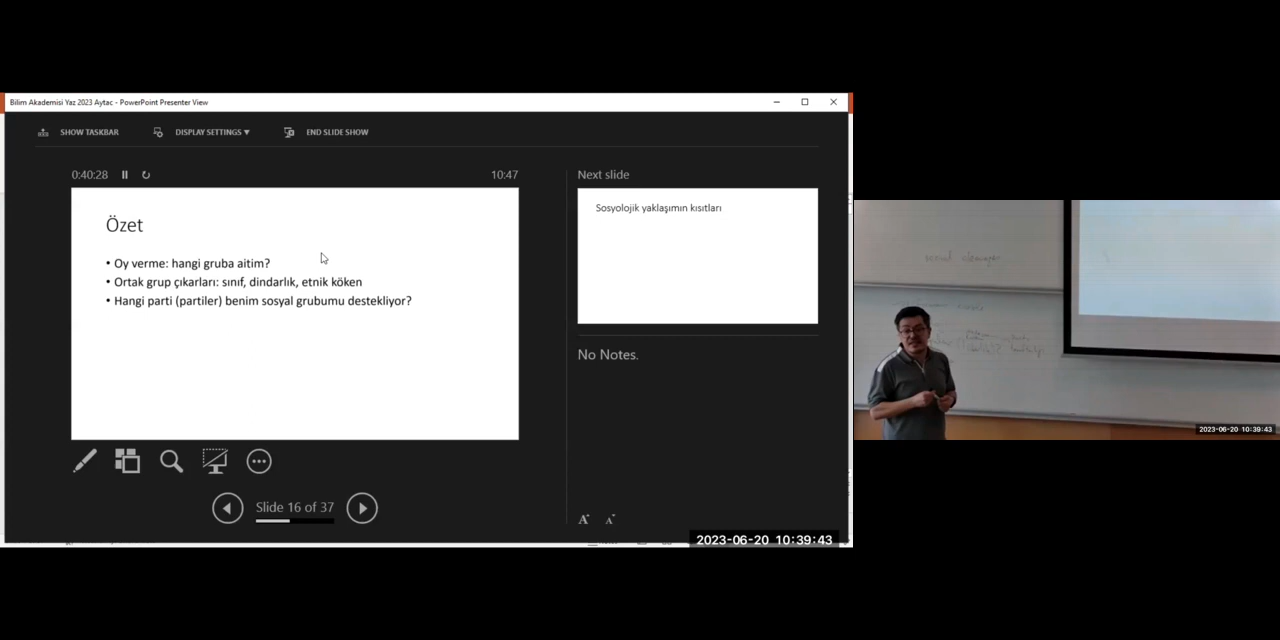 Bilim Akademisi Yaz 2023 Aytac - PowerPoint Presenter View
SHOW TASKBAR
DISPLAY SETTINGS ▾
END SLIDE SHOW
0:40:28
10:47
Özet
• Oy verme: hangi gruba aitim?
• Ortak grup çıkarları: sınıf, dindarlık, etnik köken
• Hangi parti (partiler) benim sosyal grubumu destekliyor?
Slide 16 of 37
Next slide
Sosyolojik yaklaşımın kısıtları
No Notes.
A A
2023-06-20 10:39:43
2023-06-20 10:39:43